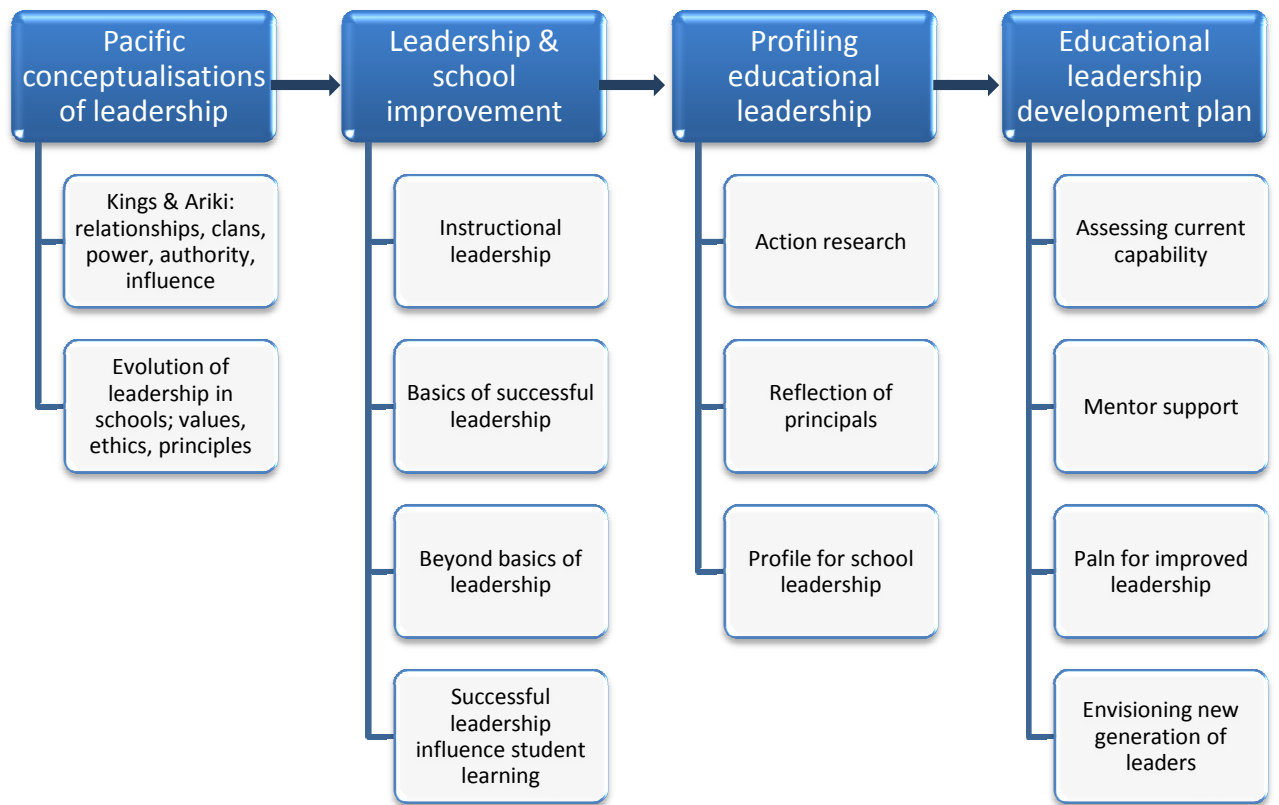 Pacific
conceptualisations
of leadership
Kings & Ariki:
relationships, clans,
power, authority,
influence
Evolution of
leadership in
schools; values,
ethics, principles
Leadership &
school
improvement
Instructional
leadership
Basics of successful
leadership
Beyond basics of
leadership
Successful
leadership
influence student
learning
Profiling
educational
leadership
Action research
Reflection of
principals
Profile for school
leadership
Educational
leadership
development plan
Assessing current
capability
Mentor support
Paln for improved
leadership
Envisioning new
generation of
leaders